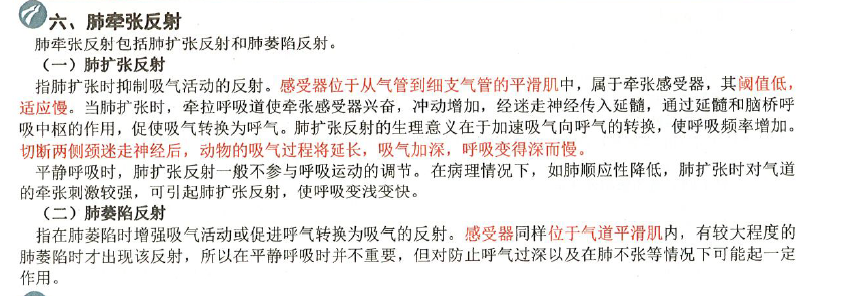 六、肺牵张反射
肺牵张反射包括肺扩张反射和肺萎陷反射。
（一）肺扩张反射
指肺扩张时抑制吸气活动的反射。感受器位于从气管到细支气管的平滑肌中，属于牵张感受器，其阈值低，
适应慢。当肺扩张时，牵拉呼吸道使牵张感受器兴奋，冲动增加，经迷走神经传入延髓，通过延髓和脑桥呼
吸中枢的作用，促使吸气转换为呼气。肺扩张反射的生理意义在于加速吸气向呼气的转换，使呼吸频率增加。
切断两侧颈迷走神经后，动物的吸气过程将延长，吸气加深，呼吸变得深而慢。
平静呼吸时，肺扩张反射一般不参与呼吸运动的调节。在病理情况下，如肺顺应性降低，肺扩张时对气道
的牵张刺激较强，可引起肺扩张反射，使呼吸变浅变快。
（二）肺萎陷反射
指在肺萎陷时增强吸气活动或促进呼气转换为吸气的反射。感受器同样位于气道平滑肌内，有较大程度的
肺萎陷时才出现该反射，所以在平静呼吸时并不重要，但对防止呼气过深以及在肺不张等情况下可能起一定
作用。